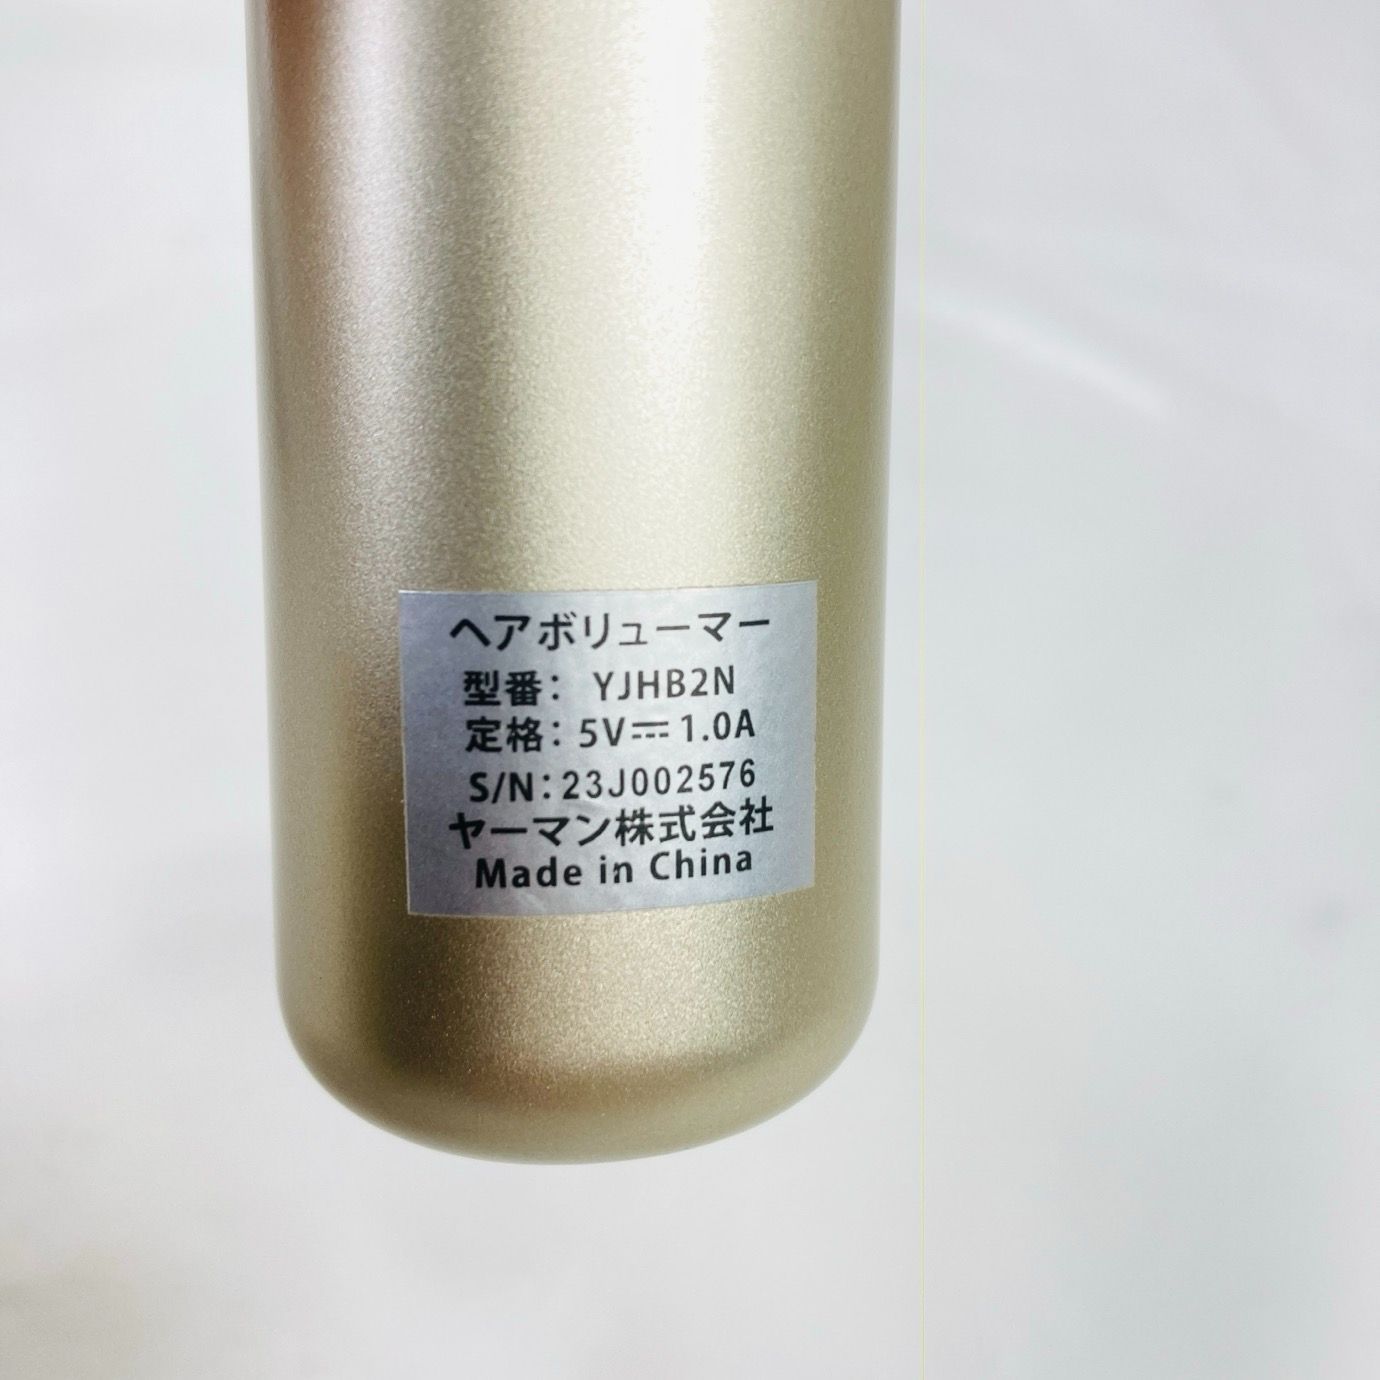 ヘアボリューマー
型番： YJHB2N
定格：5V⎓1.0A
S/N：23J002576
ヤーマン株式会社
Made in China